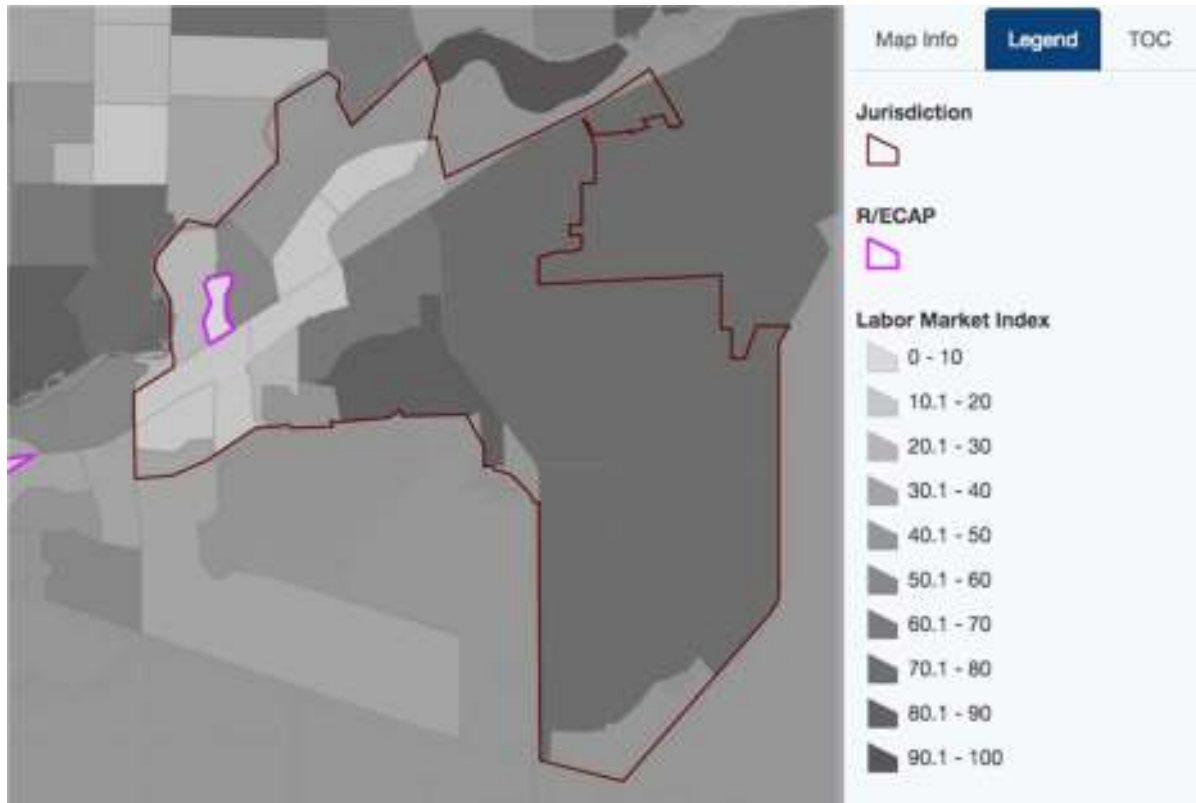 Map Info
Legend
TOC
Jurisdiction
R/ECAP
Labor Market Index
0 - 10
10.1 - 20
20.1 - 30
30.1 - 40
40.1 - 50
50.1 - 60
60.1 - 70
70.1 - 80
80.1 - 90
90.1 - 100